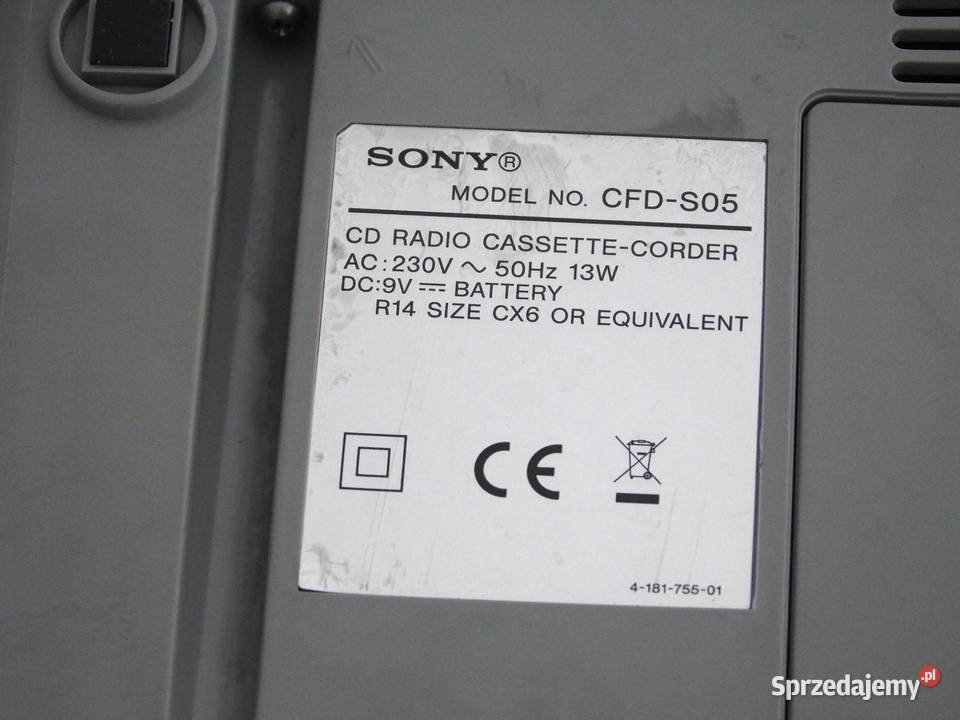 SONY®
MODEL NO. CFD-S05
CD RADIO CASSETTE-CORDER
AC:230V ~ 50Hz 13W
DC:9V ⎓ BATTERY
R14 SIZE CX6 OR EQUIVALENT
CE
4-181-755-01
Sprzedajemy.pl